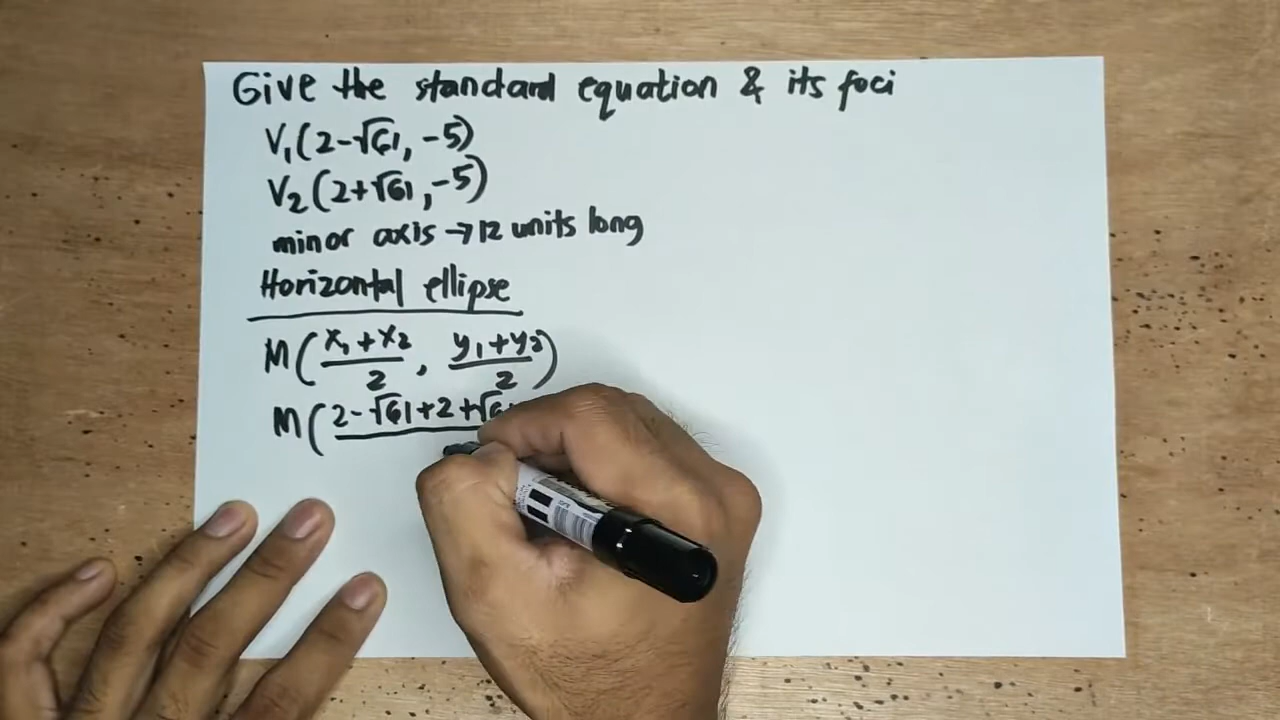 Give the standard equation & its foci
V₁(2-√61, -5)
V₂(2+√61, -5)
minor axis → 12 units long
Horizontal ellipse
M(x₁+x₂/2, y₁+y₂/2)
M(2-√61+2+√6